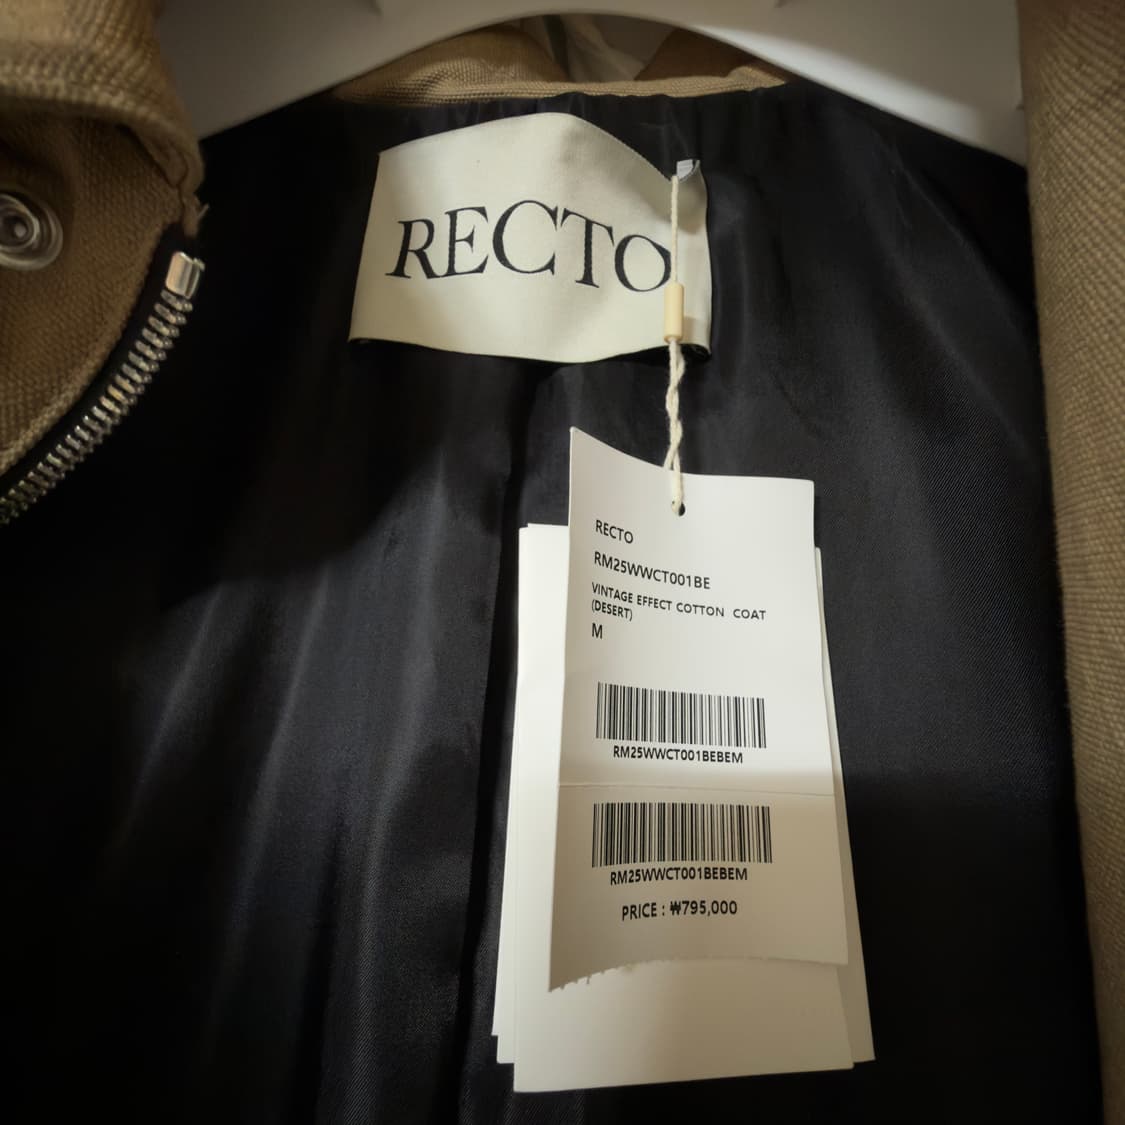 RECTO
RECTO
RM25WWCT001BE
VINTAGE EFFECT COTTON COAT
(DESERT)
M
RM25WWCT001BEBEM
RM25WWCT001BEBEM
PRICE : ₩795,000